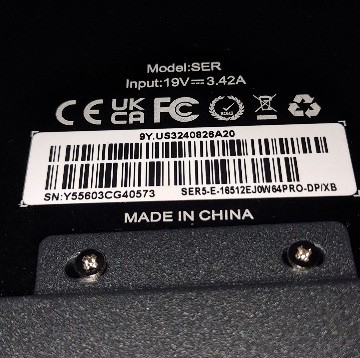 Model:SER
Input:19V⎓3.42A
CE UK CA FC
9Y.US3240826A20
SN:Y55603CG40573 SER5-E-16512EJ0W64PRO-DP/XB
MADE IN CHINA